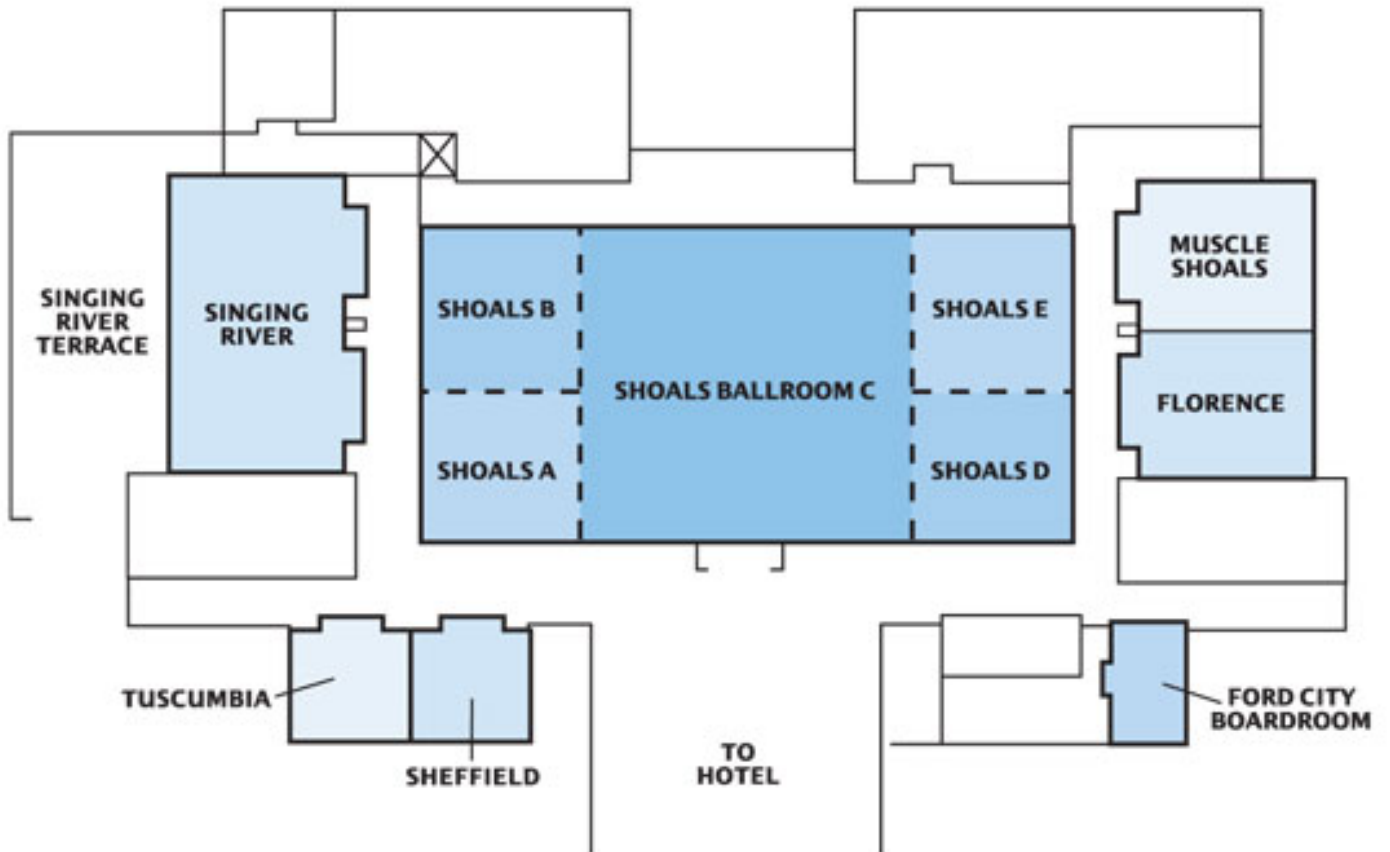 SINGING
RIVER
TERRACE
SINGING
RIVER
SHOALS B
SHOALS A
SHOALS BALLROOM C
SHOALS E
SHOALS D
MUSCLE
SHOALS
FLORENCE
TUSCUMBIA
SHEFFIELD
TO
HOTEL
FORD CITY
BOARDROOM